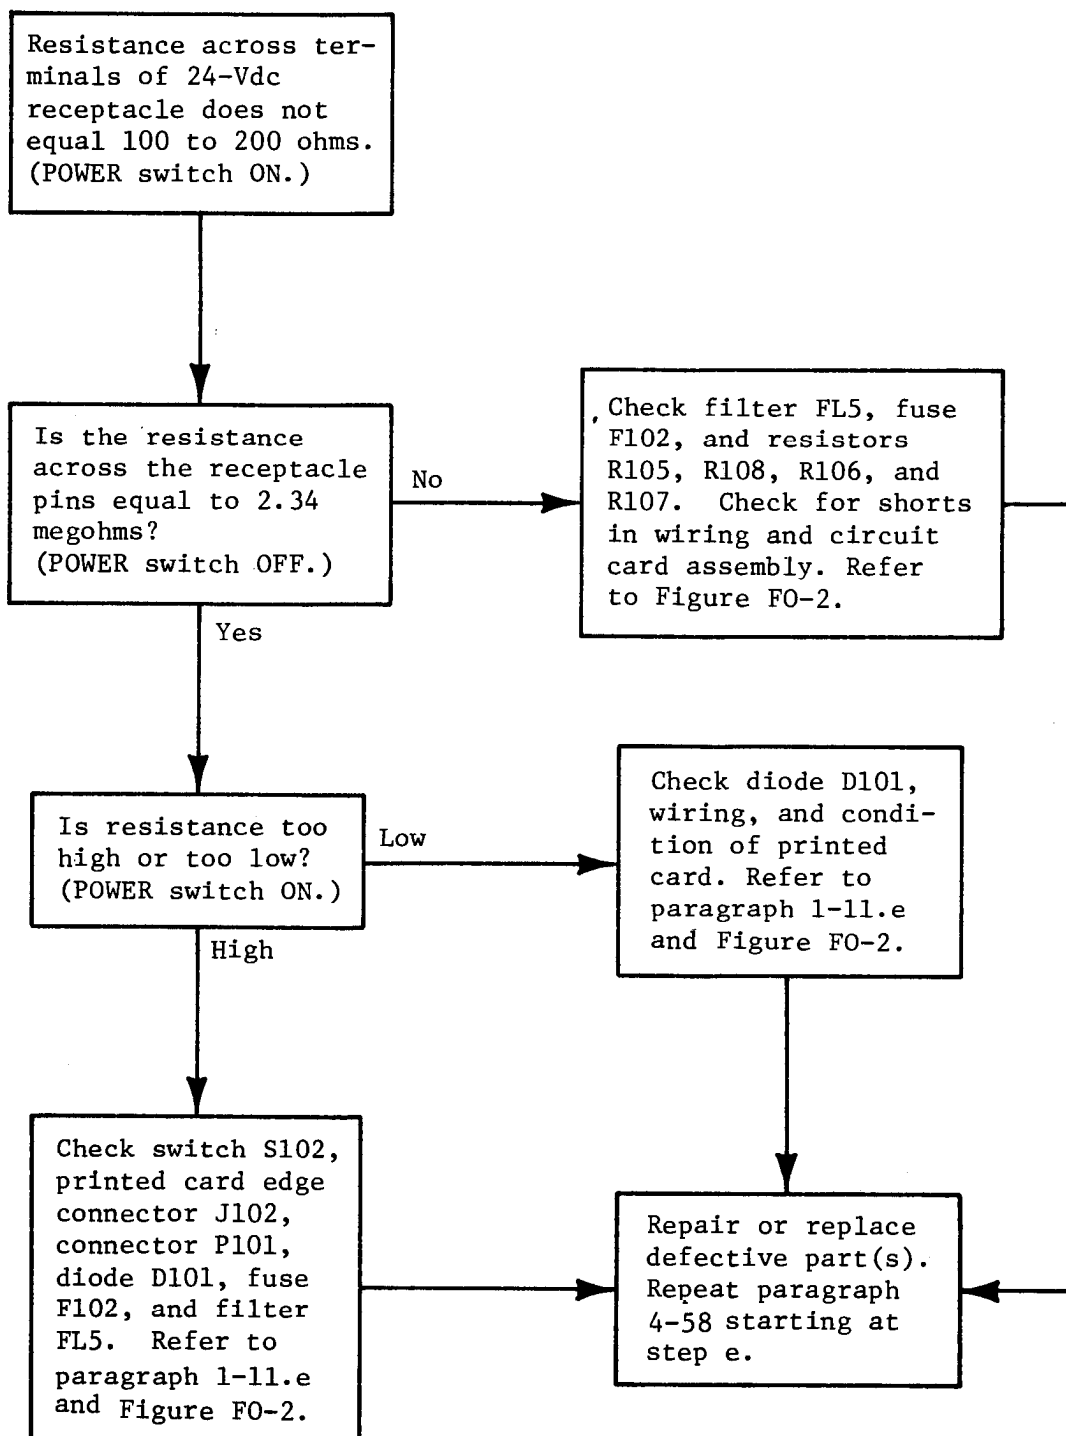 Resistance across ter-
minals of 24-Vdc
receptacle does not
equal 100 to 200 ohms.
(POWER switch ON.)
Is the resistance
across the receptacle
pins equal to 2.34
megohms?
(POWER switch OFF.)
No
Check filter FL5, fuse
F102, and resistors
R105, R108, R106, and
R107. Check for shorts
in wiring and circuit
card assembly. Refer
to Figure FO-2.
Yes
Is resistance too
high or too low?
(POWER switch ON.)
Low
Check diode D101,
wiring, and condi-
tion of printed
card. Refer to
paragraph 1-11.e
and Figure FO-2.
High
Check switch S102,
printed card edge
connector J102,
connector P101,
diode D101, fuse
F102, and filter
FL5. Refer to
paragraph 1-11.e
and Figure FO-2.
Repair or replace
defective part(s).
Repeat paragraph
4-58 starting at
step e.